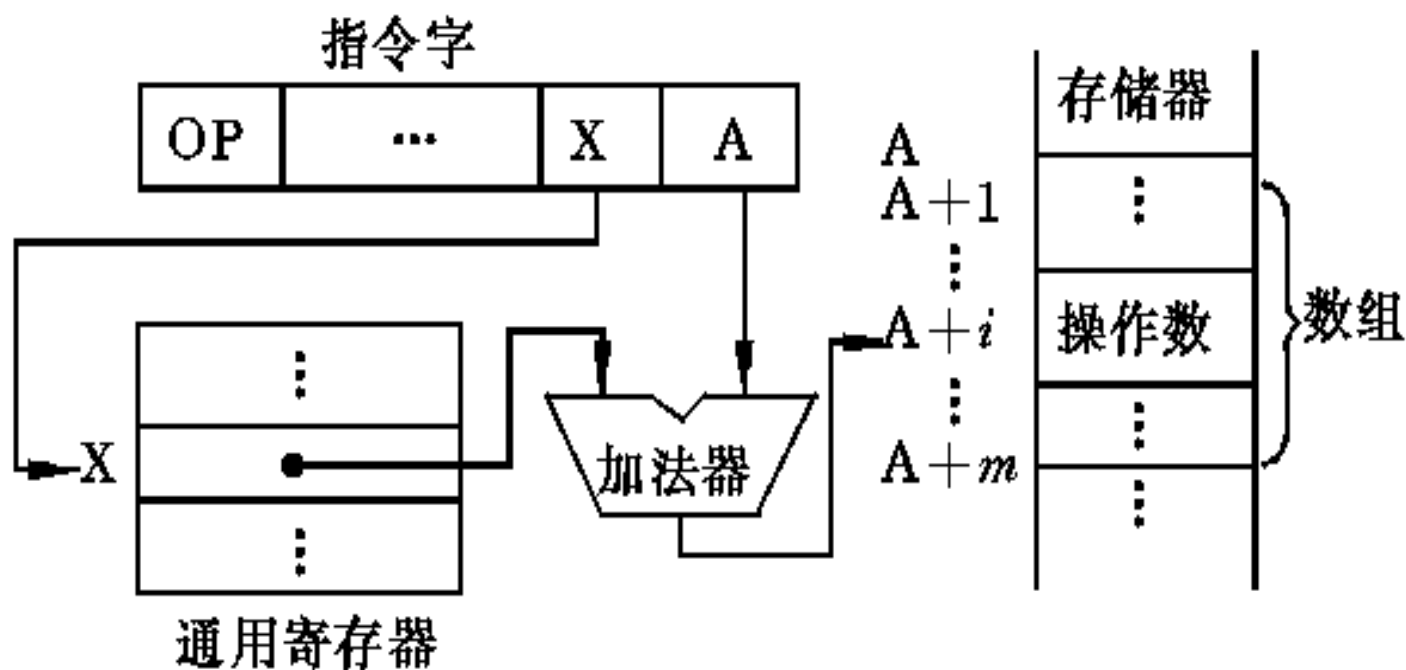 指令字
OP ··· X A
存储器
A
A+1
⋮
⋮
A+i
操作数
数组
⋮
⋮
A+m
⋮
⋮
X
⋮
加法器
通用寄存器